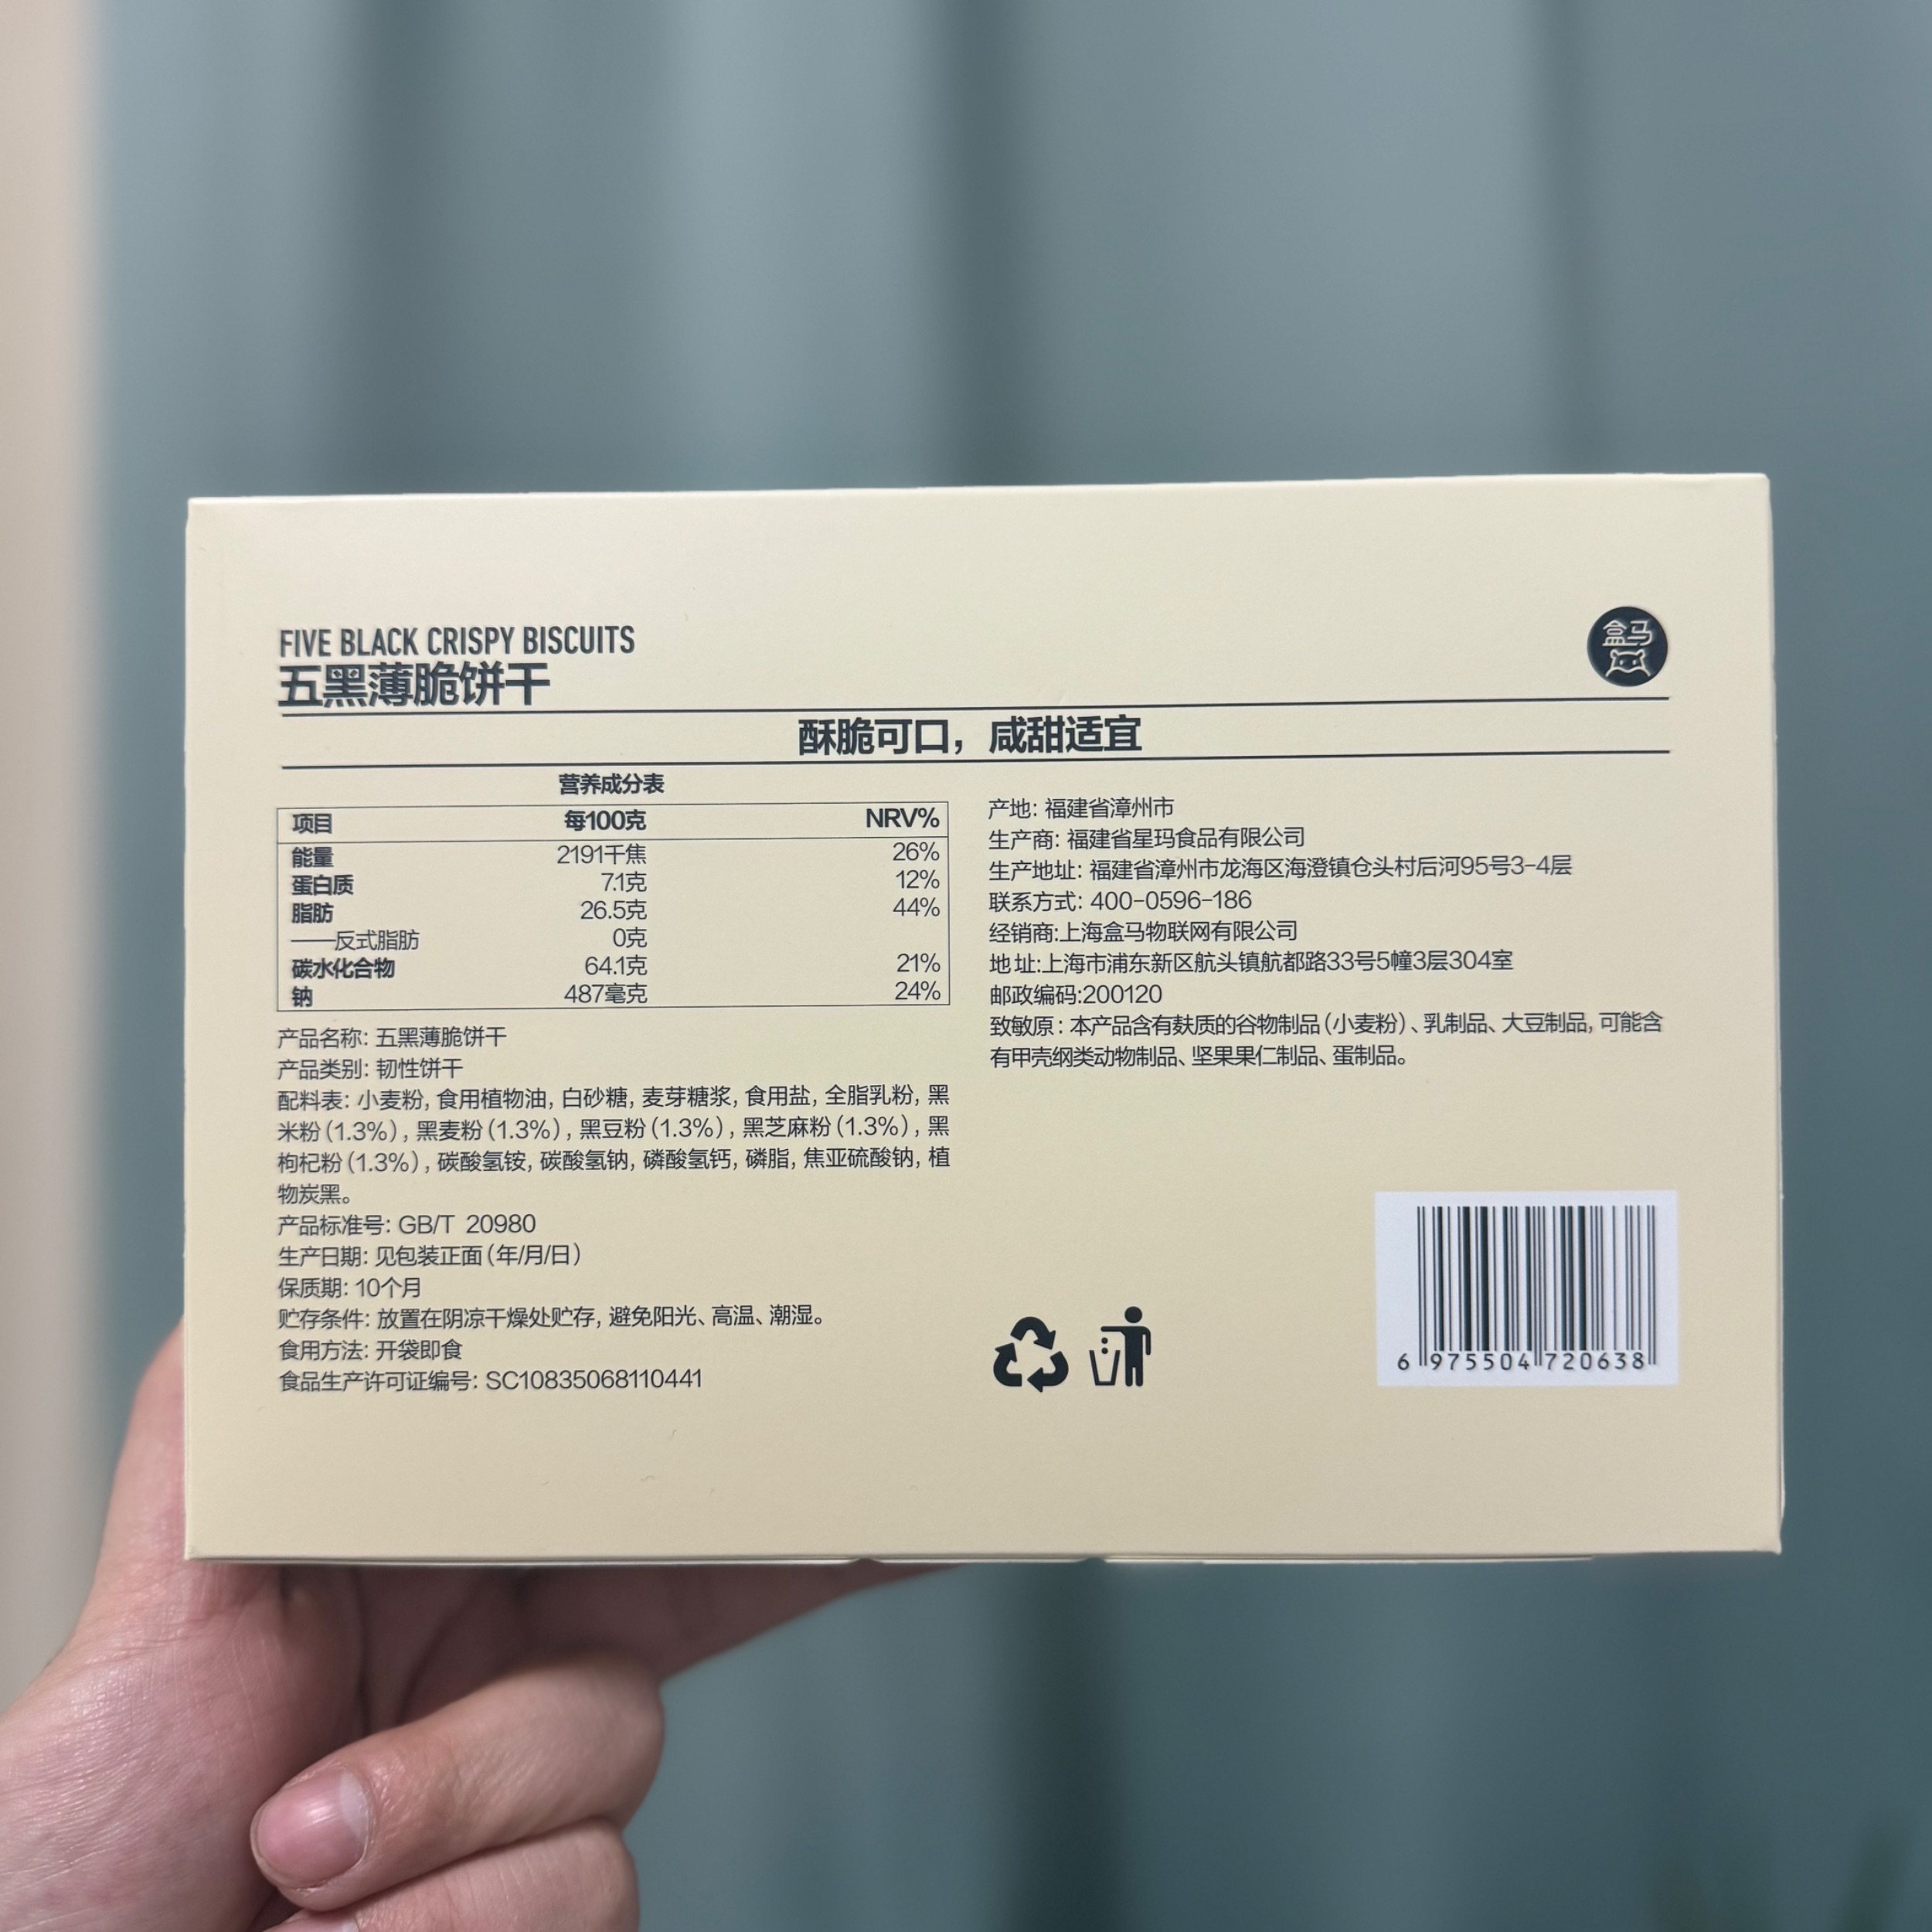 FIVE BLACK CRISPY BISCUITS
五黑薄脆饼干
盒马
酥脆可口，咸甜适宜
营养成分表
项目 每100克 NRV%
能量 2191千焦 26%
蛋白质 7.1克 12%
脂肪 26.5克 44%
——反式脂肪 0克
碳水化合物 64.1克 21%
钠 487毫克 24%
产品名称: 五黑薄脆饼干
产品类别: 韧性饼干
配料表: 小麦粉, 食用植物油, 白砂糖, 麦芽糖浆, 食用盐, 全脂乳粉, 黑
米粉(1.3%), 黑麦粉(1.3%), 黑豆粉(1.3%), 黑芝麻粉(1.3%), 黑
枸杞粉(1.3%), 碳酸氢铵, 碳酸氢钠, 磷酸氢钙, 磷脂, 焦亚硫酸钠, 植
物炭黑。
产品标准号: GB/T 20980
生产日期: 见包装正面(年/月/日)
保质期: 10个月
贮存条件: 放置在阴凉干燥处贮存, 避免阳光、高温、潮湿。
食用方法: 开袋即食
食品生产许可证编号: SC10835068110441
产地: 福建省漳州市
生产商: 福建省星玛食品有限公司
生产地址: 福建省漳州市龙海区海澄镇仓头村后河95号3-4层
联系方式: 400-0596-186
经销商:上海盒马物联网有限公司
地址:上海市浦东新区航头镇航都路33号5幢3层304室
邮政编码:200120
致敏原: 本产品含有麸质的谷物制品(小麦粉)、乳制品、大豆制品, 可能含
有甲壳纲类动物制品、坚果果仁制品、蛋制品。
6 975504 720638